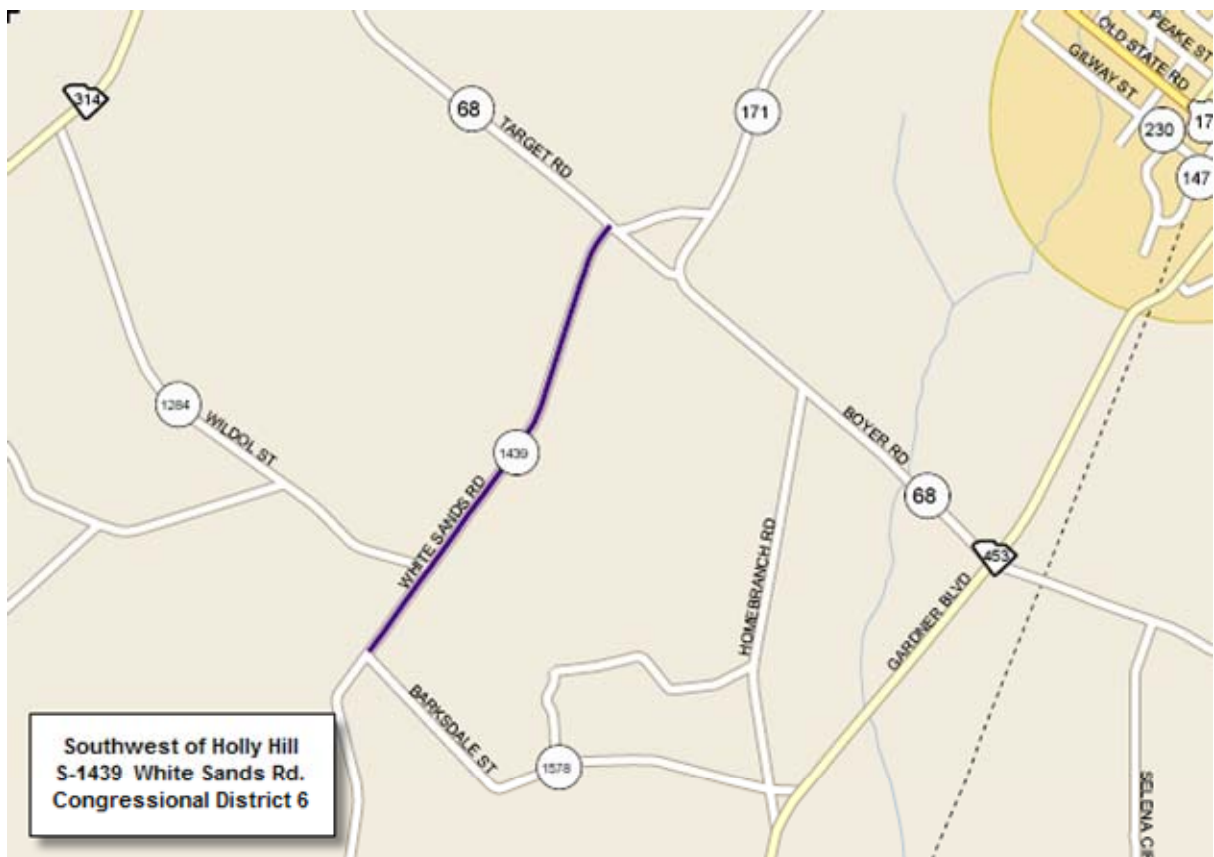 314
68
TARGET RD
171
PEAKE ST
OLD STATE RD
GILWAY ST
230
17
147
1284
WILDOL ST
1439
WHITE SANDS RD
BOYER RD
68
HOMEBRANCH RD
453
GARDNER BLVD
BARKSDALE ST
1578
Southwest of Holly Hill
S-1439 White Sands Rd.
Congressional District 6